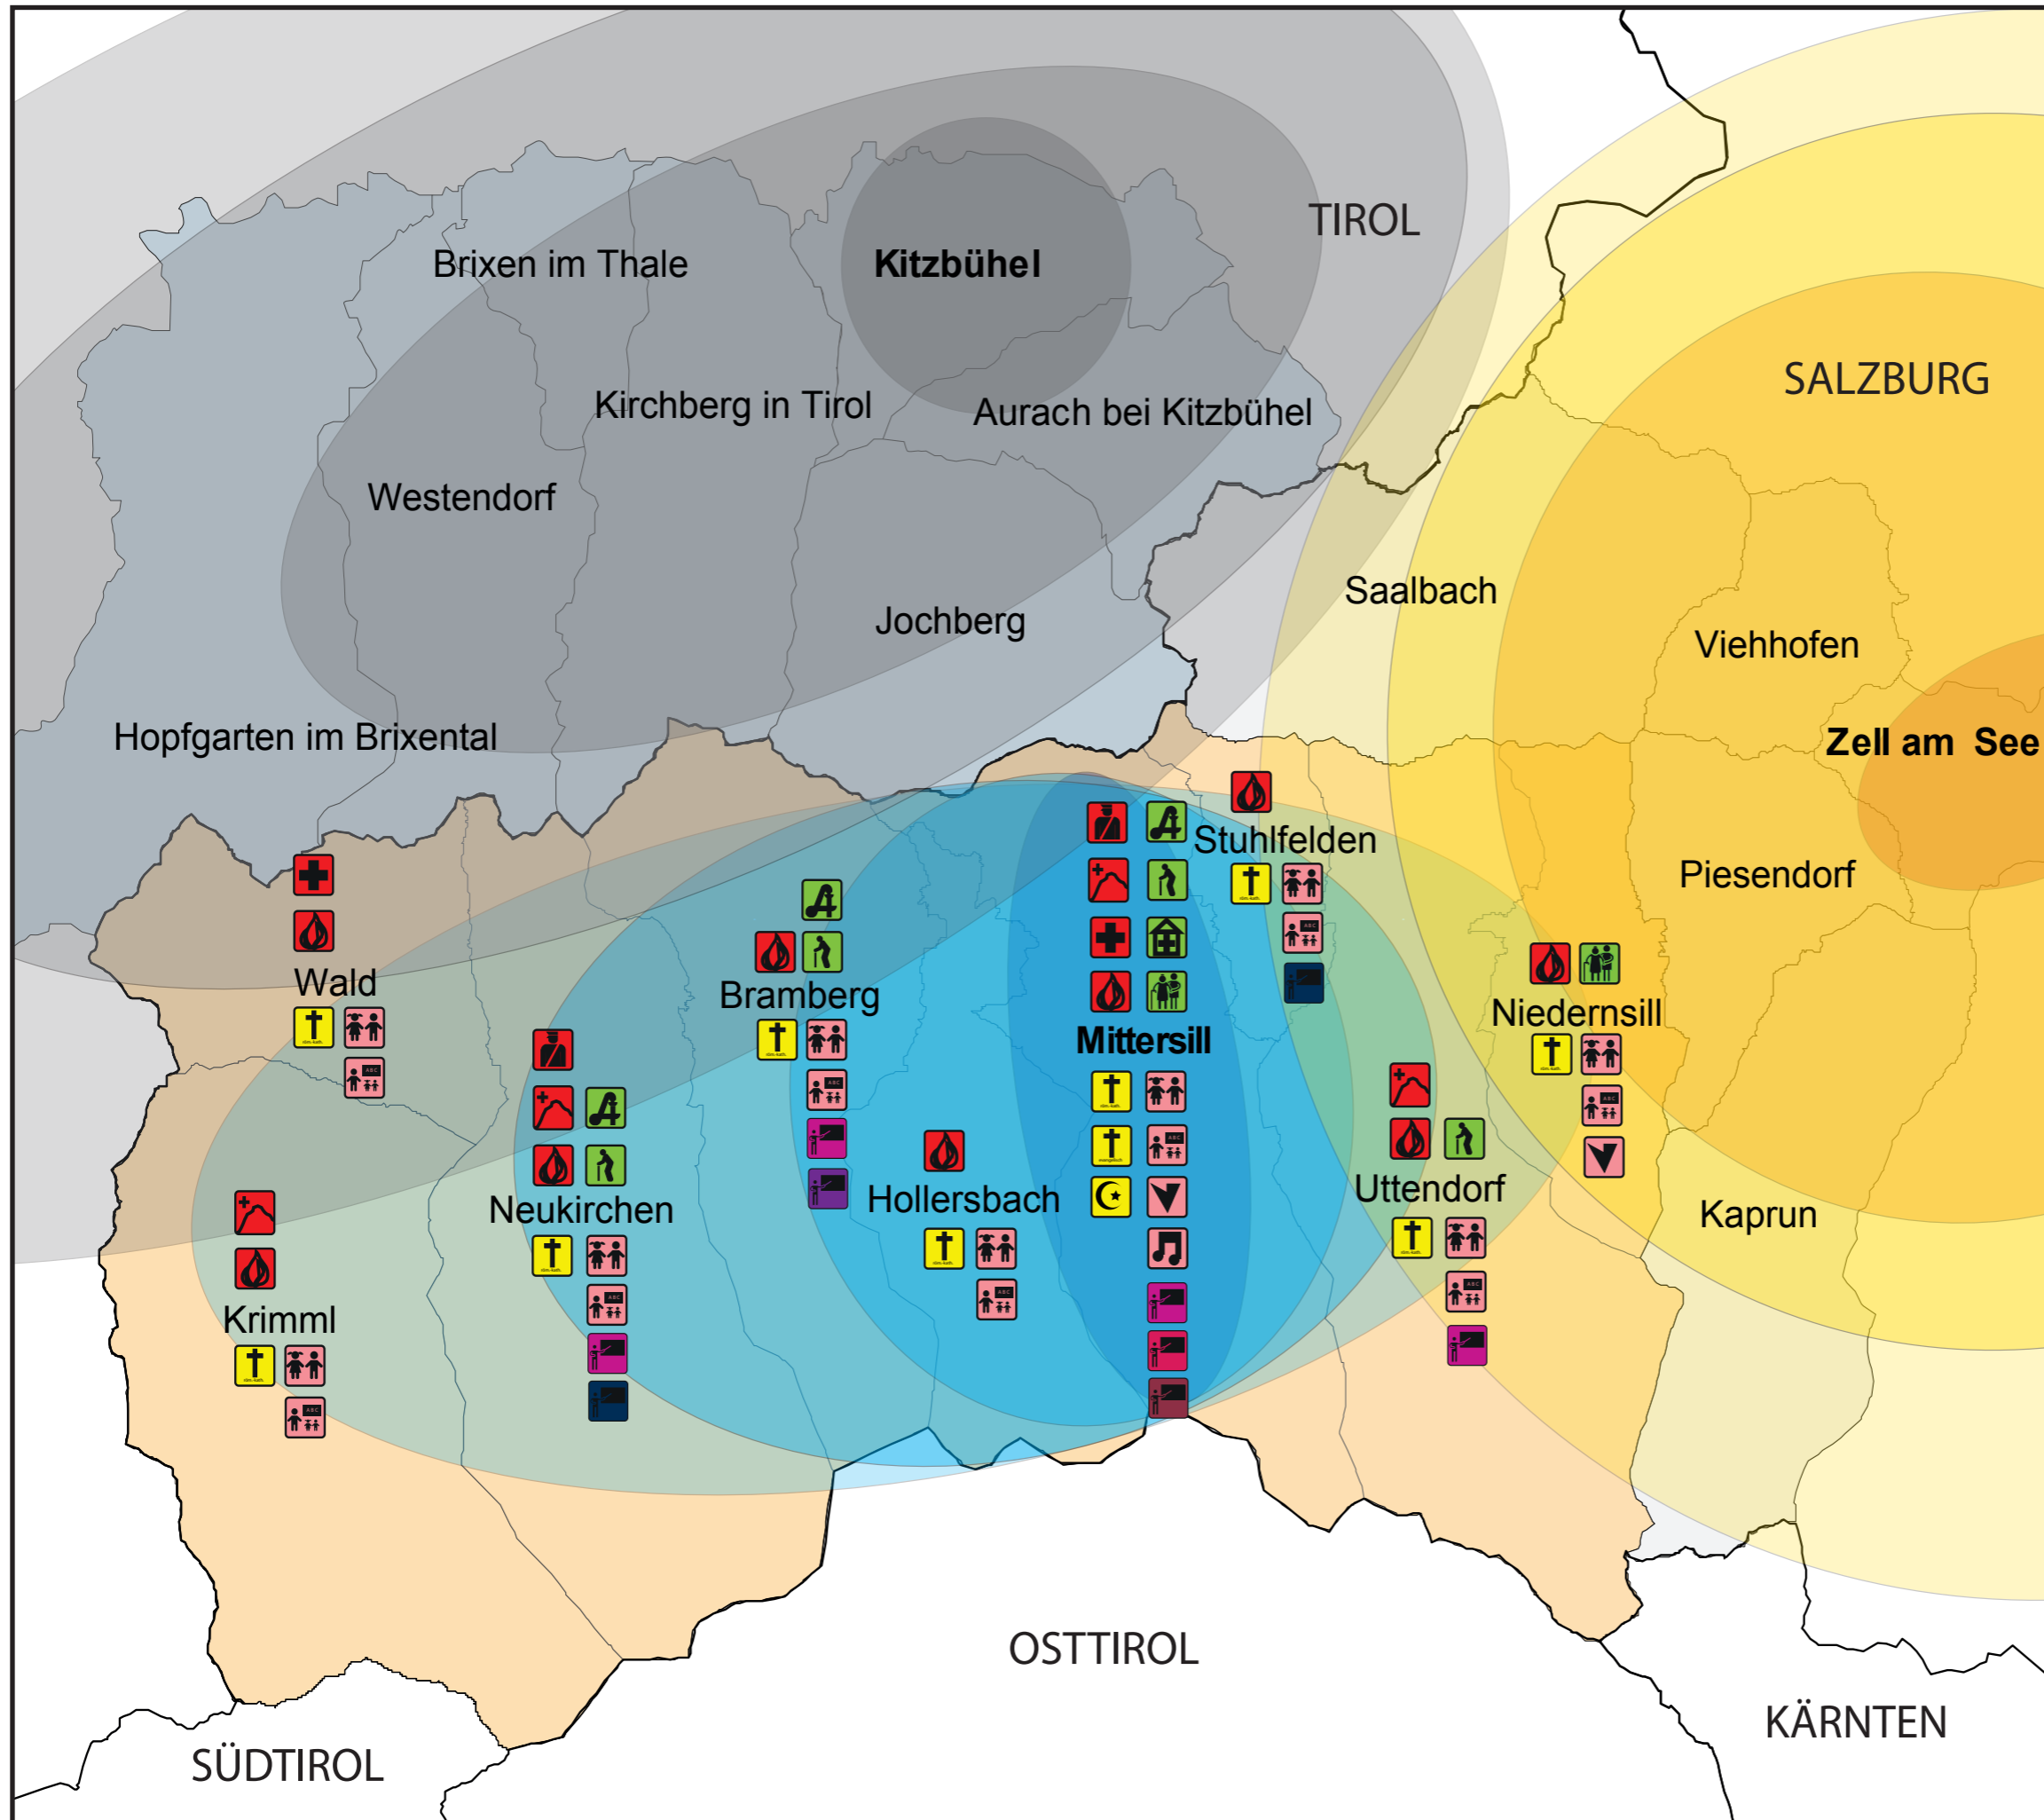 TIROL
Brixen im Thale
Kitzbühel
SALZBURG
Kirchberg in Tirol
Aurach bei Kitzbühel
Westendorf
Saalbach
Jochberg
Viehhofen
Hopfgarten im Brixental
Zell am See
Stuhlfelden
Piesendorf
Wald
Bramberg
Niedernsill
Mittersill
Neukirchen
Hollersbach
Uttendorf
Kaprun
Krimml
OSTTIROL
KÄRNTEN
SÜDTIROL